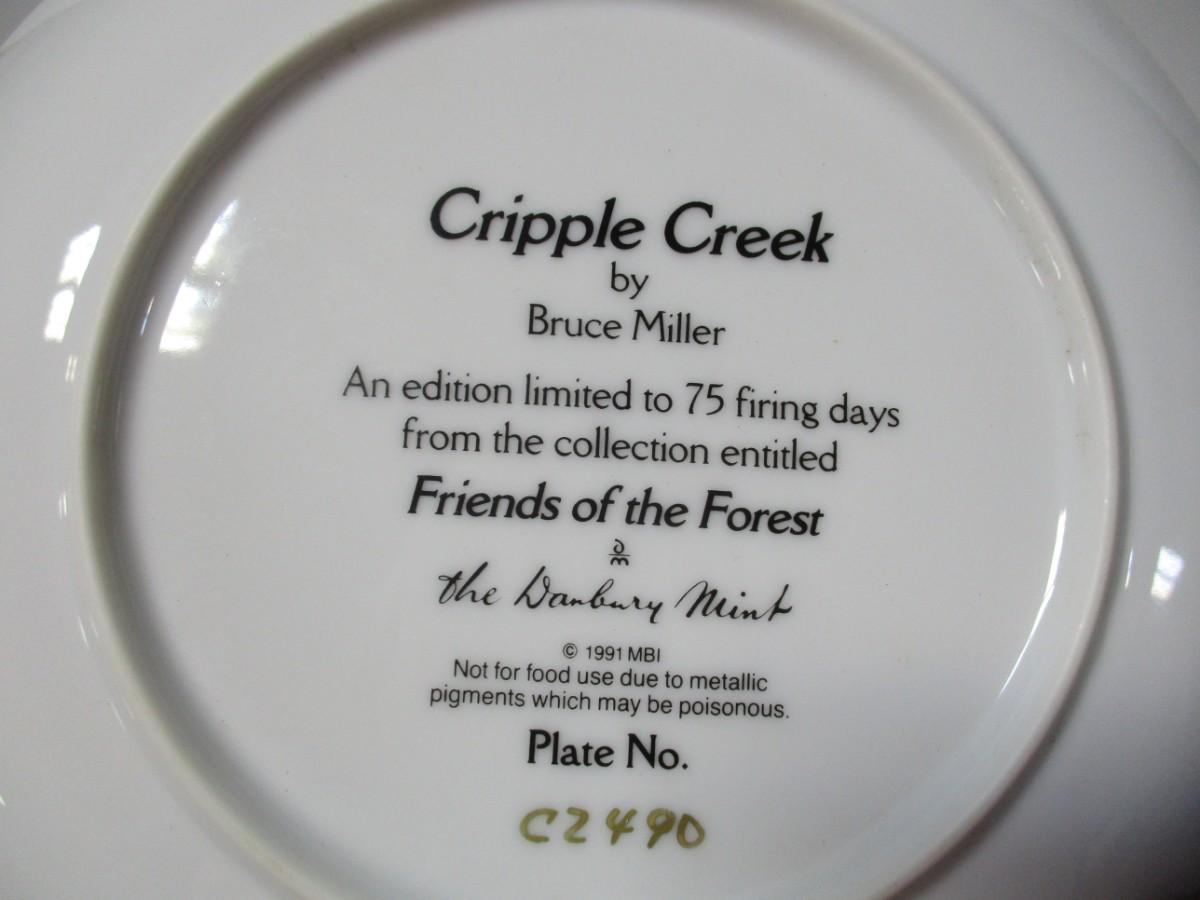 Cripple Creek
by
Bruce Miller
An edition limited to 75 firing days
from the collection entitled
Friends of the Forest
the Danbury Mint
© 1991 MBI
Not for food use due to metallic
pigments which may be poisonous.
Plate No.
C2490